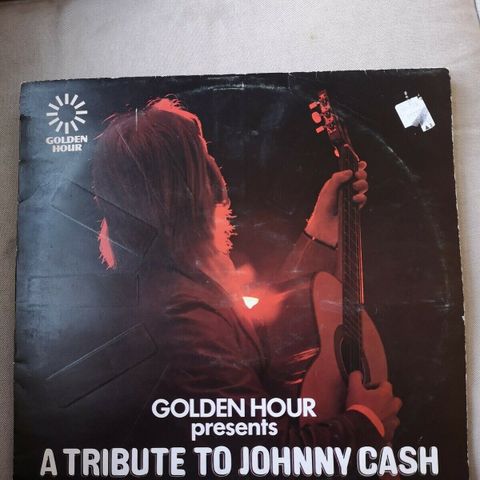 GOLDEN
HOUR
GOLDEN HOUR
presents
A TRIBUTE TO JOHNNY CASH